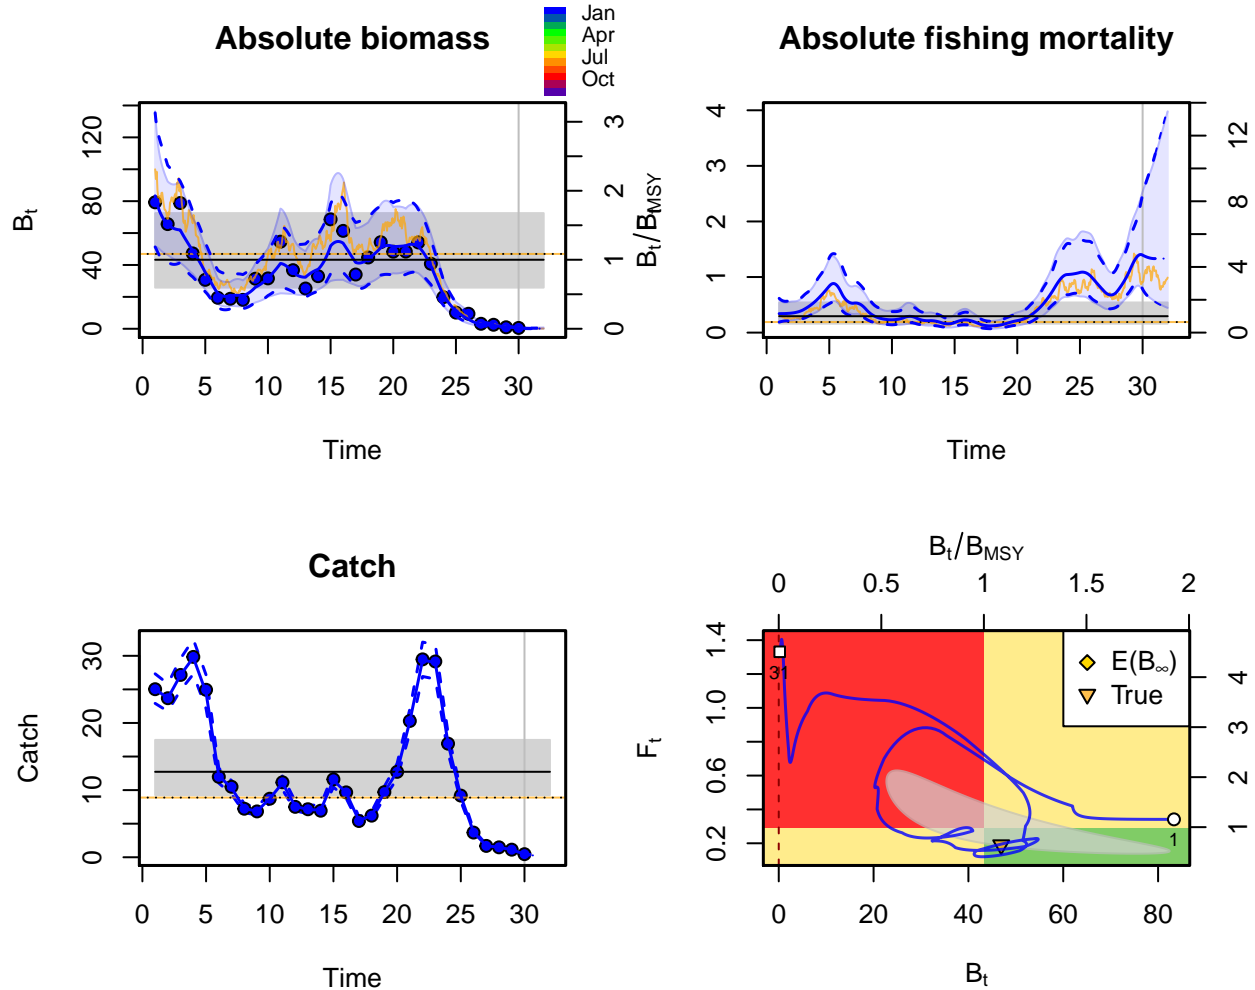 Absolute biomass
Jan
Apr
Jul
Oct
Absolute fishing mortality
0 40 80 120
0 1 2 3
0 5 10 15 20 25 30
B_t
B_t/B_MSY
Time
0 1 2 3 4
0 4 8 12
0 5 10 15 20 25 30
Time
Catch
0 10 20 30
0 5 10 15 20 25 30
Catch
Time
B_t/B_MSY
0 0.5 1 1.5 2
0.2 0.6 1.0 1.4
1 2 3 4
0 20 40 60 80
F_t
B_t
E(B_∞)
True
31
1